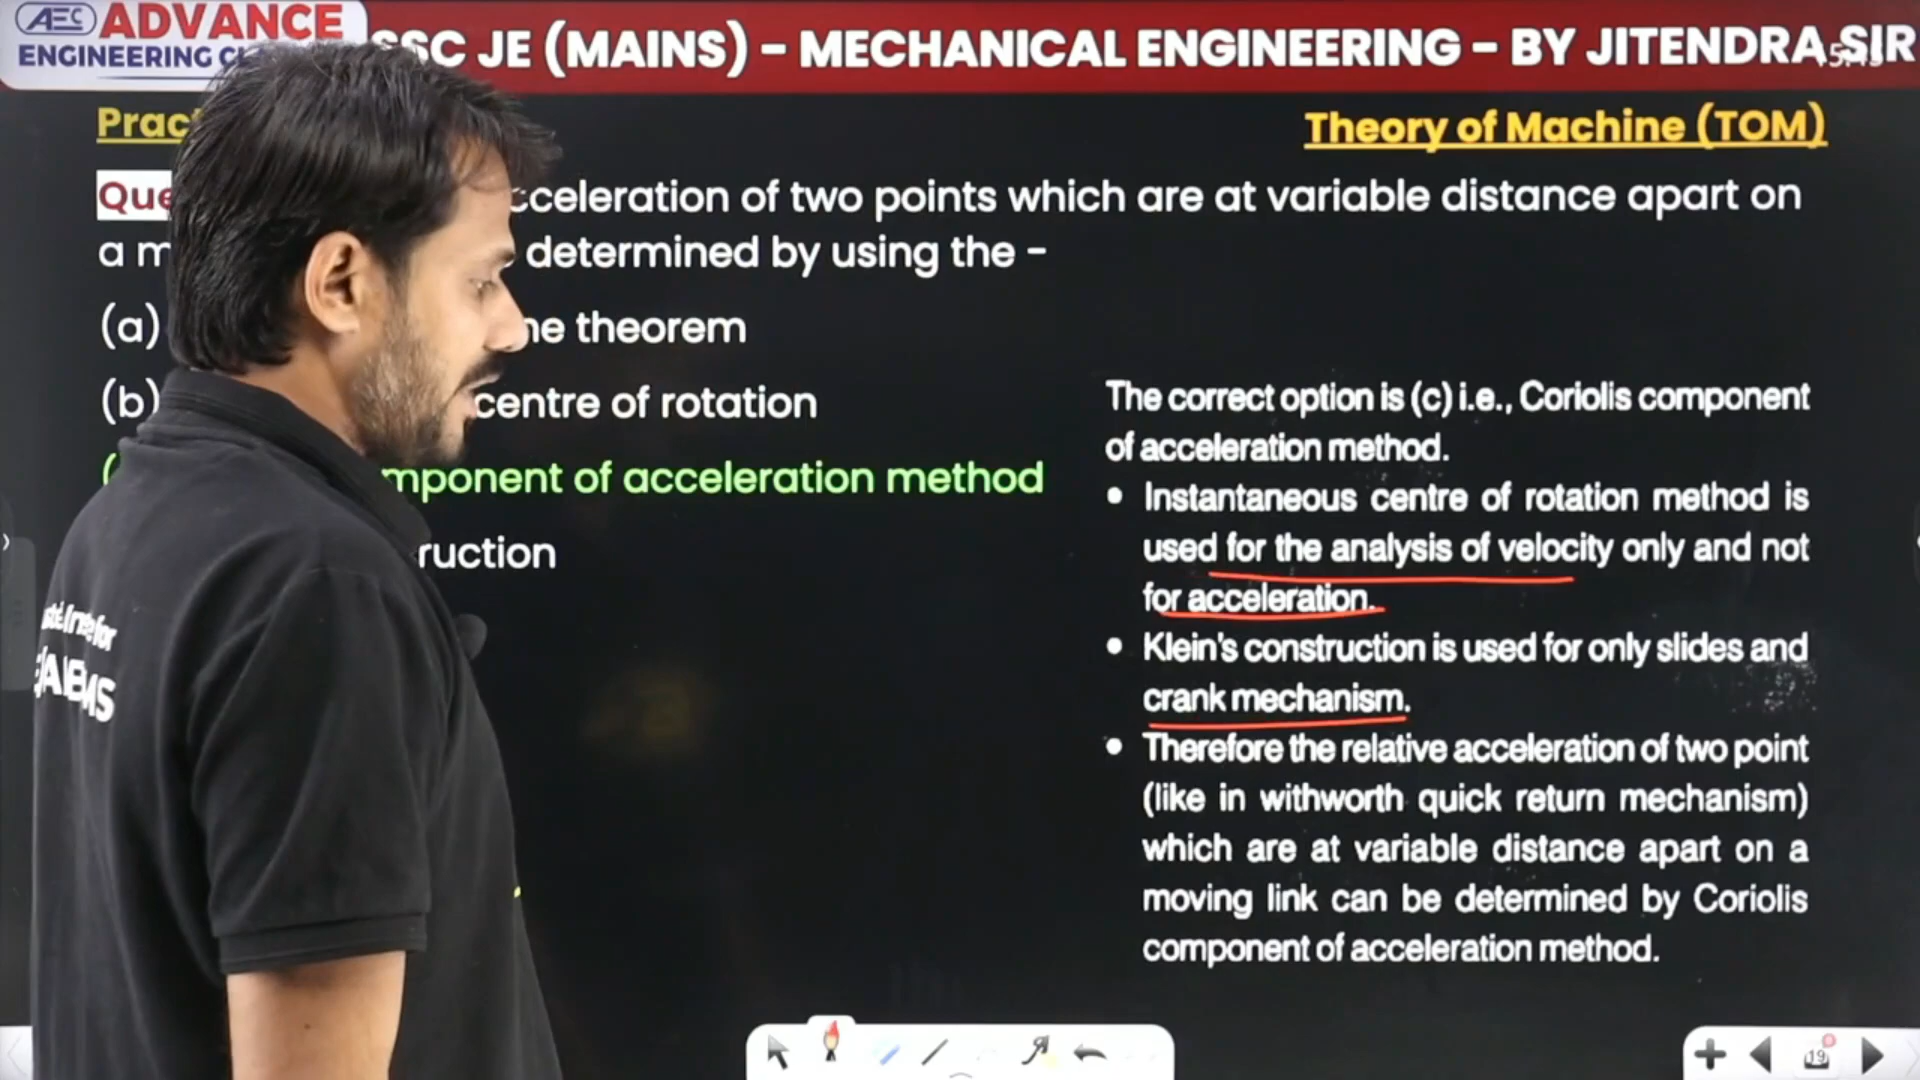 AEC ADVANCE
ENGINEERING
SSC JE (MAINS) - MECHANICAL ENGINEERING - BY JITENDRA SIR
Theory of Machine (TOM)
acceleration of two points which are at variable distance apart on
a determined by using the -
(a) theorem
(b) centre of rotation
of acceleration method
The correct option is (c) i.e., Coriolis component
of acceleration method.
• Instantaneous centre of rotation method is
used for the analysis of velocity only and not
for acceleration.
• Klein's construction is used for only slides and
crank mechanism.
• Therefore the relative acceleration of two point
(like in withworth quick return mechanism)
which are at variable distance apart on a
moving link can be determined by Coriolis
component of acceleration method.
19